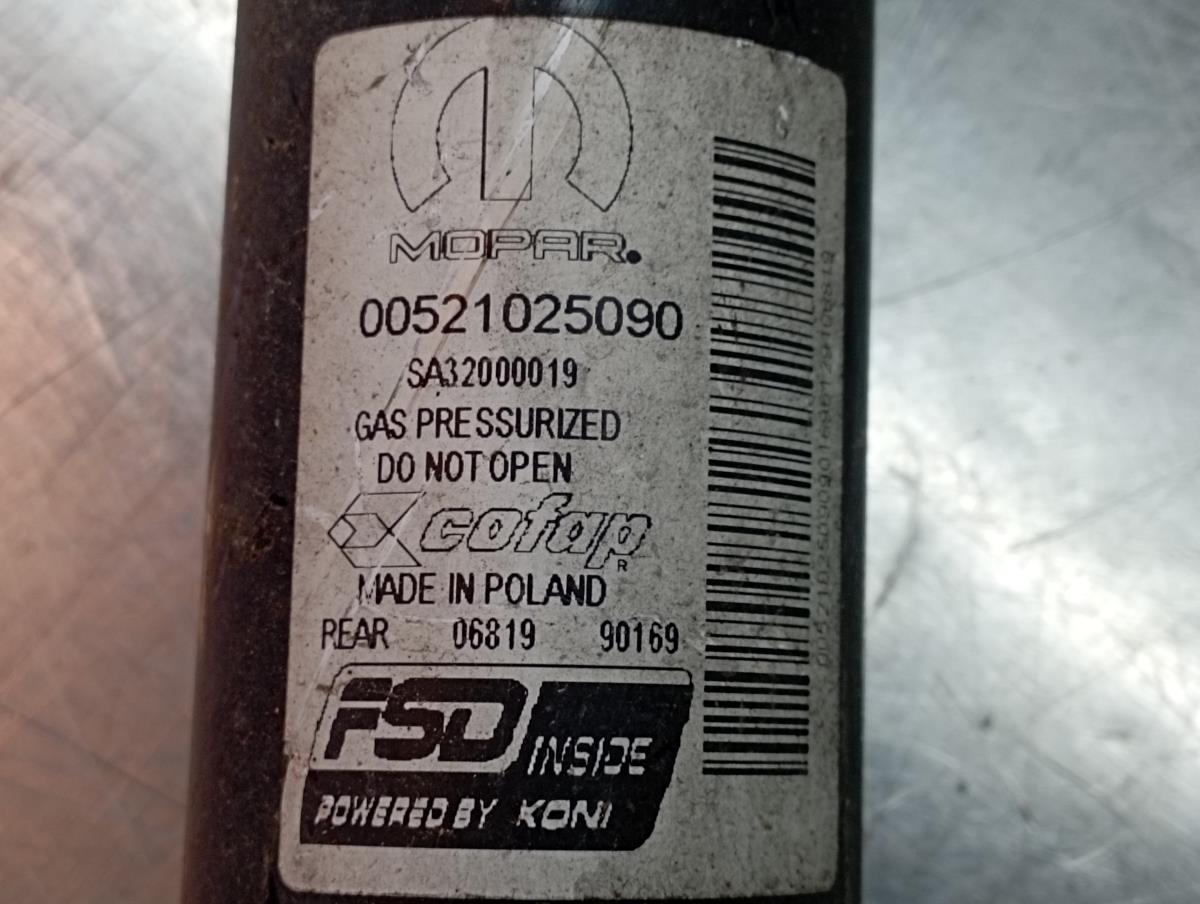 MOPAR.
00521025090
SA32000019
GAS PRESSURIZED
DO NOT OPEN
cofap
R
MADE IN POLAND
REAR 06819 90169
FSD INSIDE
POWERED BY KONI